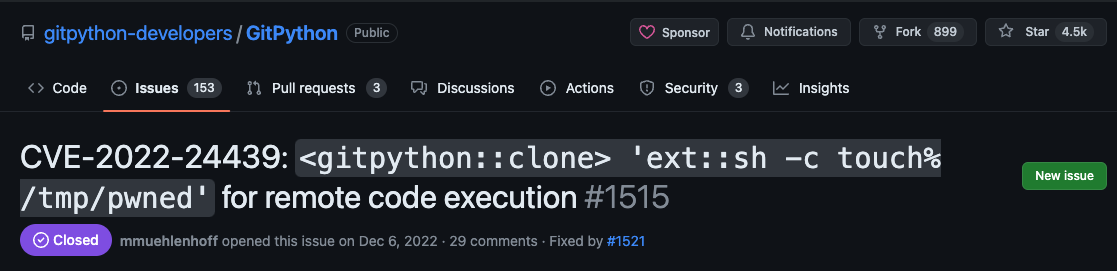 gitpython-developers / GitPython Public Sponsor Notifications Fork 899 Star 4.5k
Code Issues 153 Pull requests 3 Discussions Actions Security 3 Insights
CVE-2022-24439: <gitpython::clone> 'ext::sh -c touch%
/tmp/pwned' for remote code execution #1515
New issue
Closed mmuehlenhoff opened this issue on Dec 6, 2022 · 29 comments · Fixed by #1521